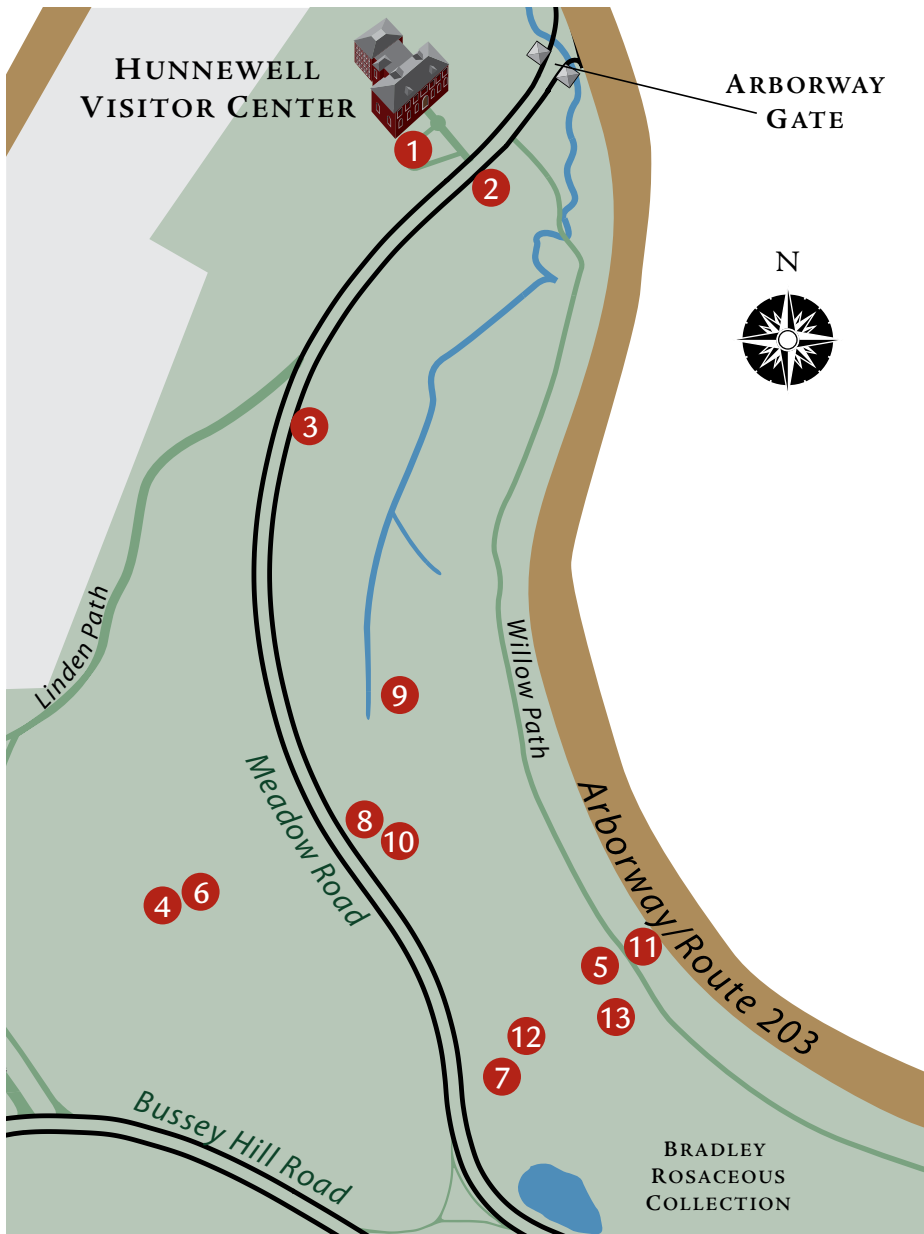 HUNNEWELL
VISITOR CENTER
ARBORWAY
GATE
1
2
N
3
Linden Path
Willow Path
9
Meadow Road
8
10
Arborway/Route 203
4
6
11
5
13
12
7
Bussey Hill Road
BRADLEY
ROSACEOUS
COLLECTION